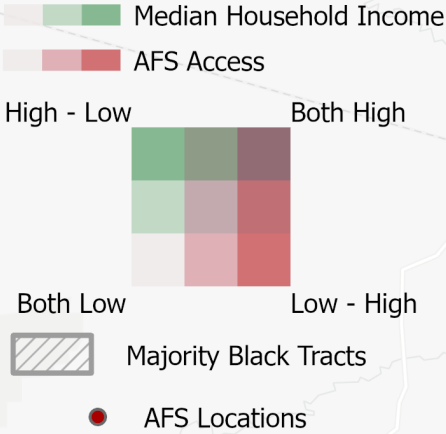 Median Household Income
AFS Access
High - Low Both High
Both Low Low - High
Majority Black Tracts
AFS Locations